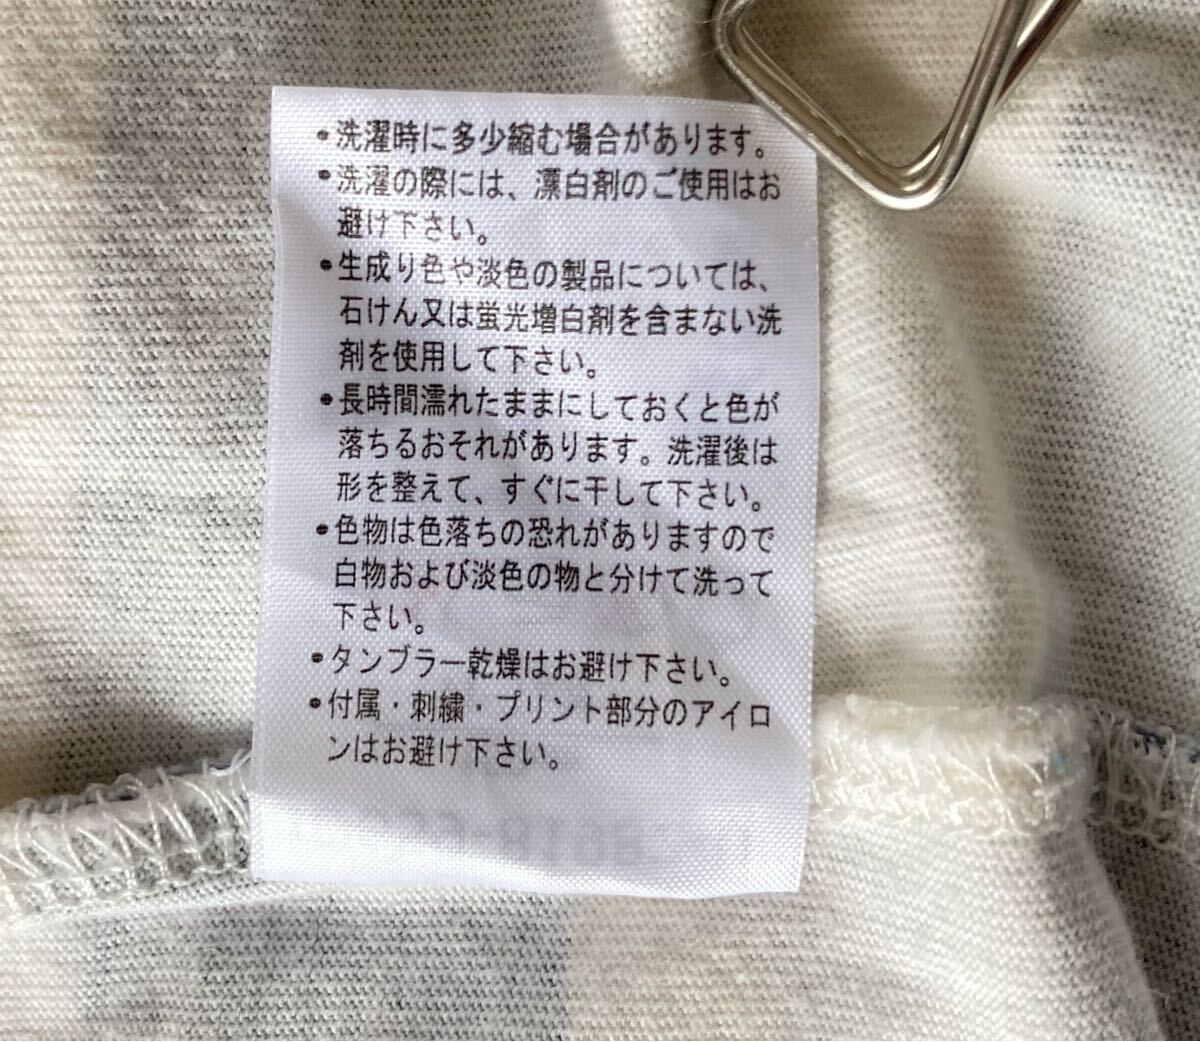 •洗濯時に多少縮む場合があります。
•洗濯の際には、漂白剤のご使用はお
避け下さい。
•生成り色や淡色の製品については、
石けん又は蛍光増白剤を含まない洗
剤を使用して下さい。
•長時間濡れたままにしておくと色が
落ちるおそれがあります。洗濯後は
形を整えて、すぐに干して下さい。
•色物は色落ちの恐れがありますので
白物および淡色の物と分けて洗って
下さい。
•タンブラー乾燥はお避け下さい。
•付属・刺繍・プリント部分のアイロ
ンはお避け下さい。